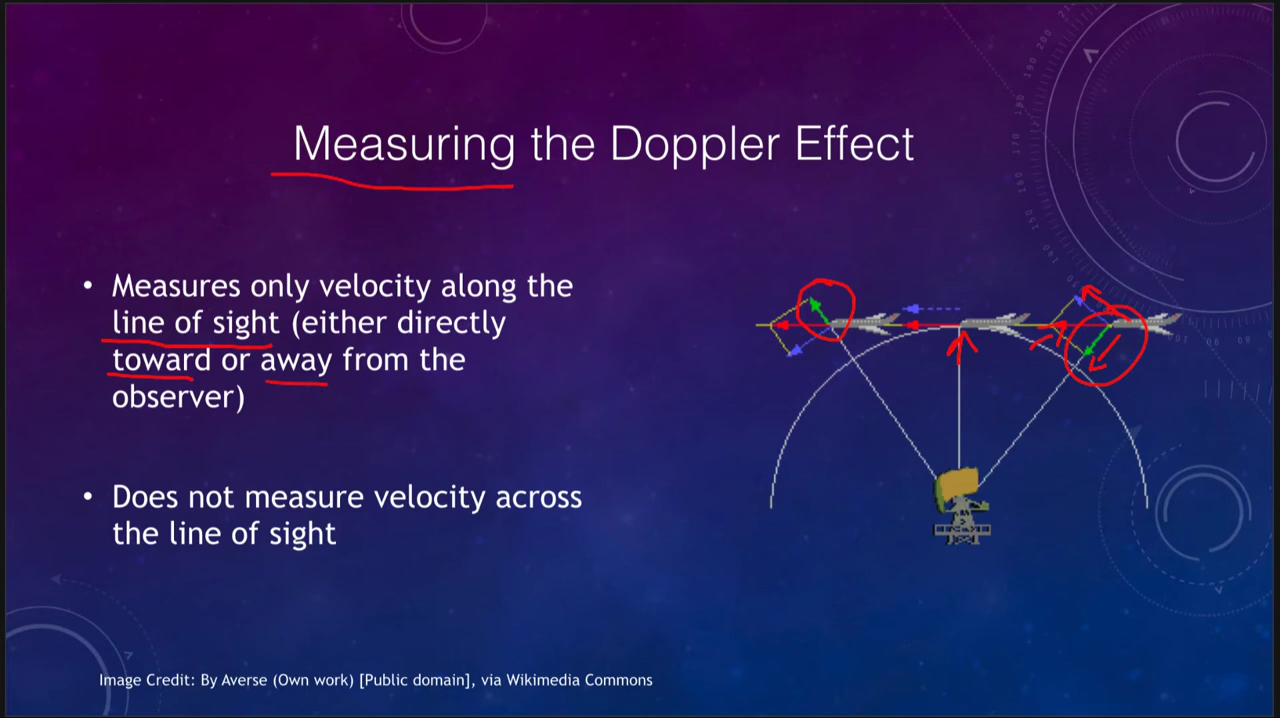 Measuring the Doppler Effect
• Measures only velocity along the
line of sight (either directly
toward or away from the
observer)
• Does not measure velocity across
the line of sight
Image Credit: By Averse (Own work) [Public domain], via Wikimedia Commons